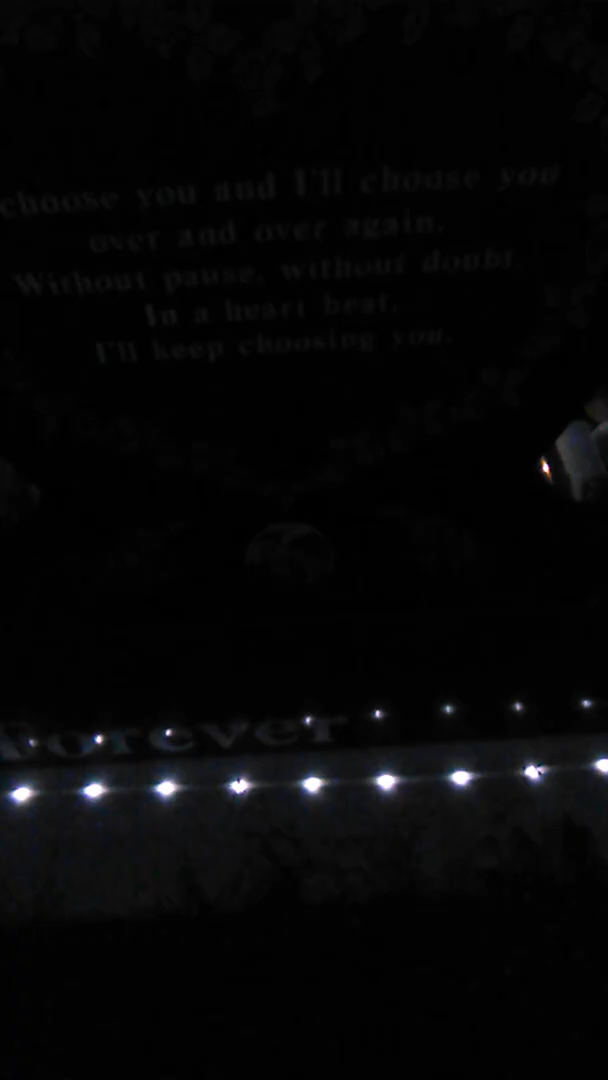 choose you and I'll choose you
over and over again.
Without pause, without doubt.
In a heart beat.
I'll keep choosing you.
Forever